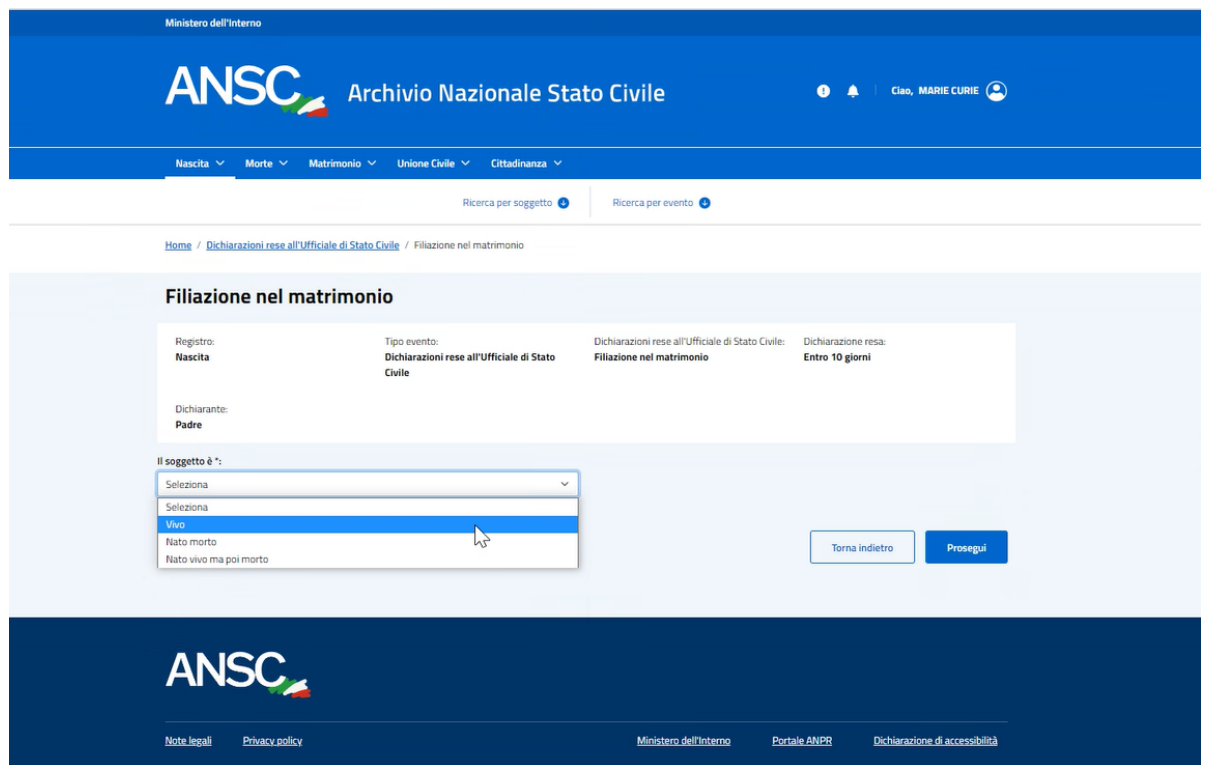 Ministero dell'Interno
ANSC Archivio Nazionale Stato Civile
Ciao, MARIE CURIE
Nascita Morte Matrimonio Unione Civile Cittadinanza
Ricerca per soggetto Ricerca per evento
Home / Dichiarazioni rese all'Ufficiale di Stato Civile / Filiazione nel matrimonio
Filiazione nel matrimonio
Registro:
Nascita
Tipo evento:
Dichiarazioni rese all'Ufficiale di Stato
Civile
Dichiarazioni rese all'Ufficiale di Stato Civile:
Filiazione nel matrimonio
Dichiarazione resa:
Entro 10 giorni
Dichiarante:
Padre
Il soggetto è *:
Seleziona
Seleziona
Vivo
Nato morto
Nato vivo ma poi morto
Torna indietro Prosegui
ANSC
Note legali Privacy policy Ministero dell'Interno Portale ANPR Dichiarazione di accessibilità